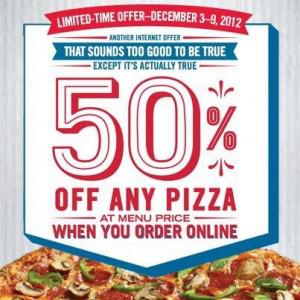 LIMITED-TIME OFFER–DECEMBER 3–9, 2012
ANOTHER INTERNET OFFER
THAT SOUNDS TOO GOOD TO BE TRUE
EXCEPT IT'S ACTUALLY TRUE
50%
OFF ANY PIZZA
AT MENU PRICE
WHEN YOU ORDER ONLINE